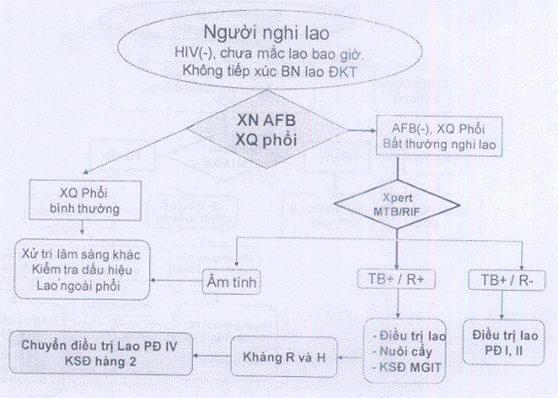 Người nghi lao
HIV(-), chưa mắc lao bao giờ.
Không tiếp xúc BN lao ĐKT
XN AFB
XQ phổi
AFB(-), XQ Phổi
Bất thường nghi lao
XQ Phổi
bình thường
Xpert
MTB/RIF
Xử trí lâm sàng khác
Kiểm tra dấu hiệu
Lao ngoài phổi
Âm tính
TB+ / R+
TB+ / R-
Chuyển điều trị Lao PĐ IV
KSĐ hàng 2
Kháng R và H
- Điều trị lao
- Nuôi cấy
- KSĐ MGIT
Điều trị lao
PĐ I, II